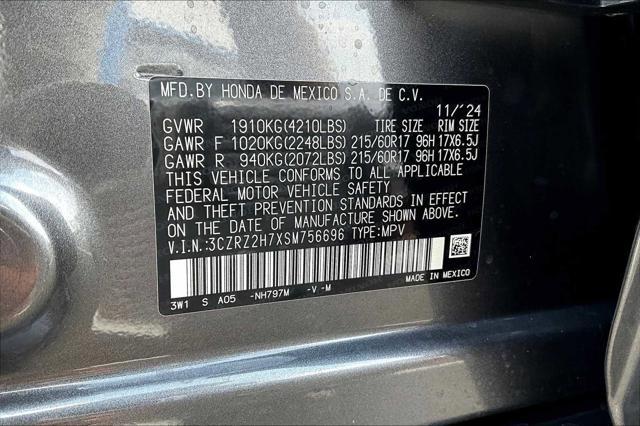 MFD.BY HONDA DE MEXICO S.A. DE C.V.
11/'24
GVWR 1910KG(4210LBS) TIRE SIZE RIM SIZE
GAWR F 1020KG(2248LBS) 215/60R17 96H 17X6.5J
GAWR R 940KG(2072LBS) 215/60R17 96H 17X6.5J
THIS VEHICLE CONFORMS TO ALL APPLICABLE
FEDERAL MOTOR VEHICLE SAFETY
AND THEFT PREVENTION STANDARDS IN EFFECT
ON THE DATE OF MANUFACTURE SHOWN ABOVE.
V.I.N.:3CZRZ2H7XSM756696 TYPE:MPV
3W1 S A05 -NH797M -V -M MADE IN MEXICO